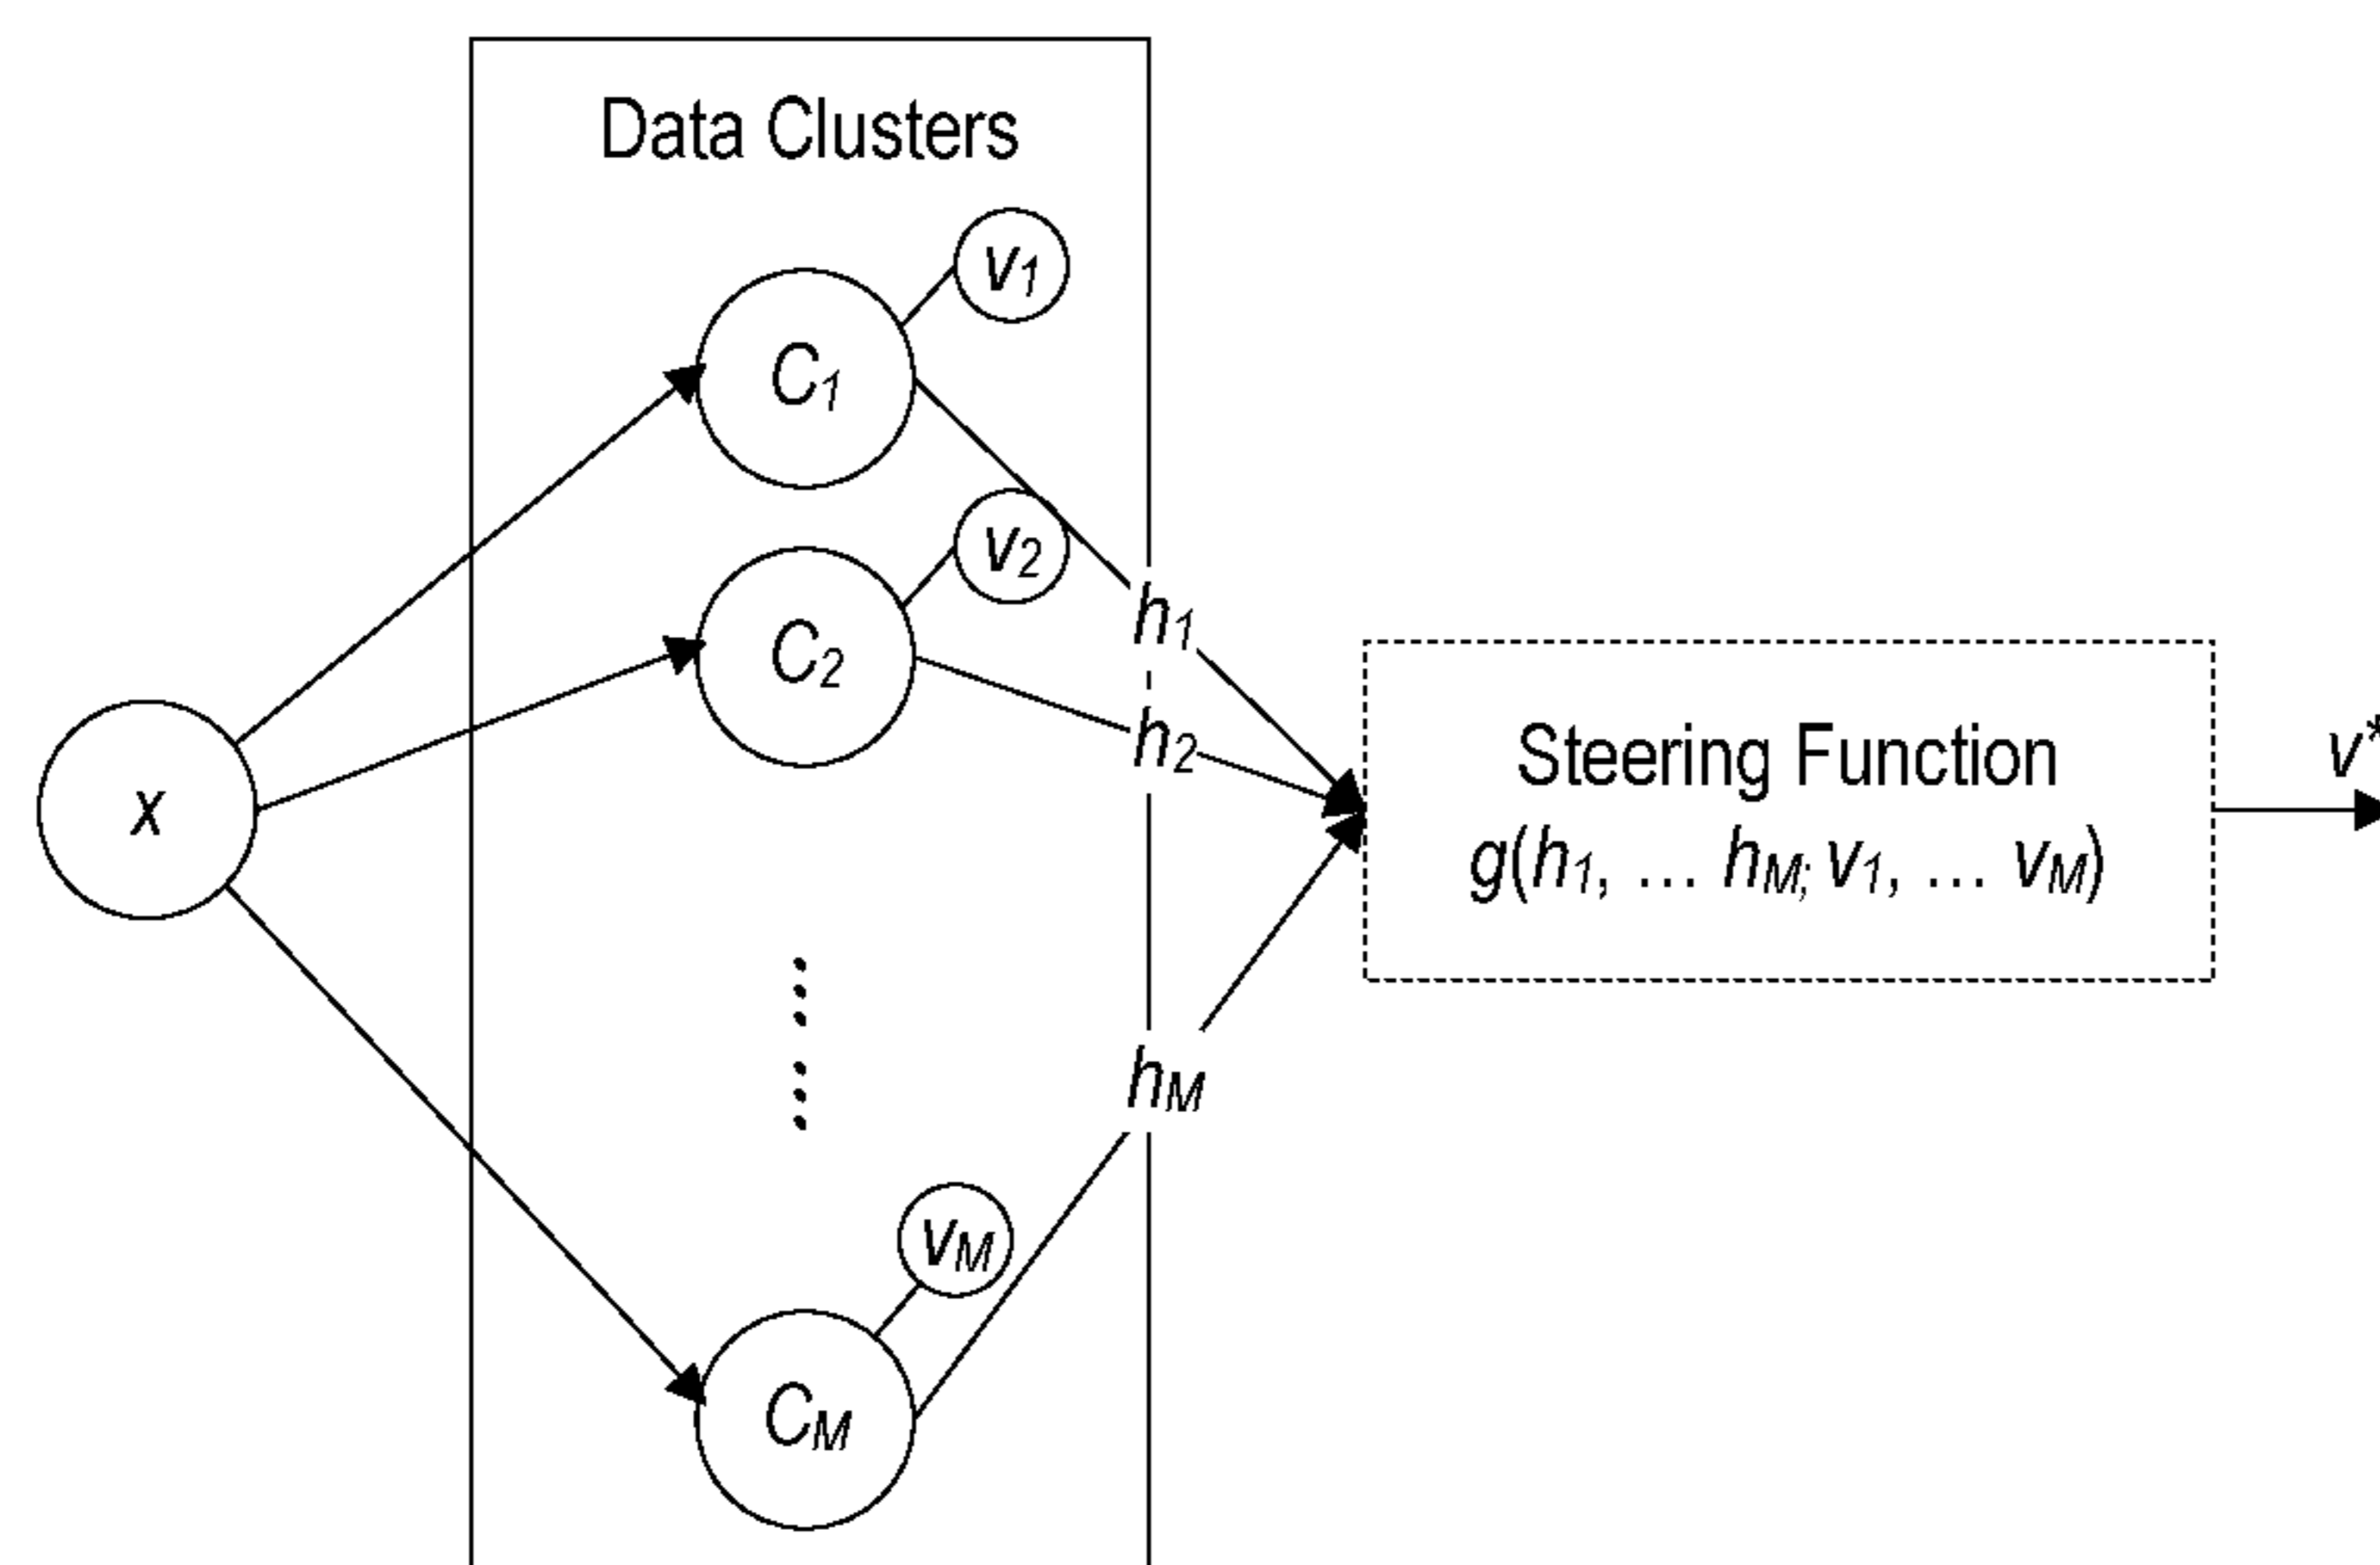 Data Clusters
v1
C1
v2
h1
C2
h2
x
Steering Function
g(h1, ... hM; v1, ... vM)
v*
hM
vM
CM